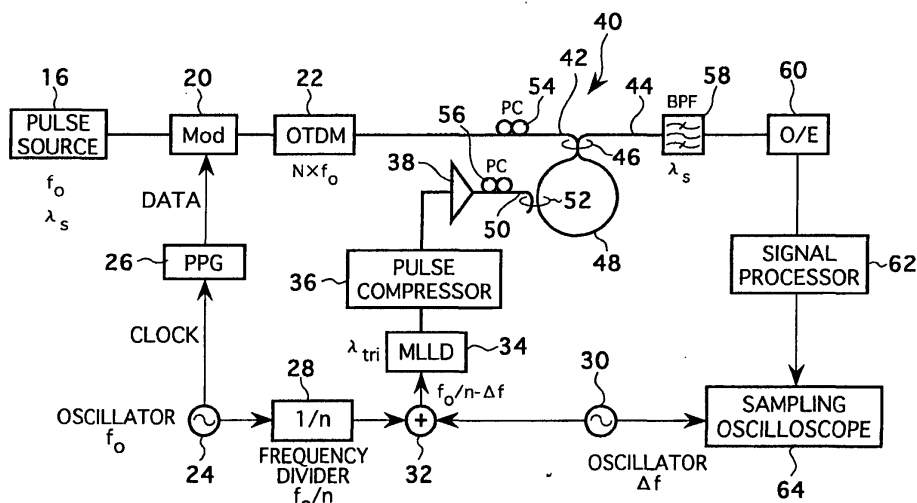 40
16
20
22
42
58
60
56
PC
54
44
BPF
PULSE
SOURCE
Mod
OTDM
O/E
38
PC
46
N×fo
λs
fo
λs
DATA
52
50
48
26
PPG
36
PULSE
COMPRESSOR
SIGNAL
PROCESSOR
62
CLOCK
λtri
MLLD
34
28
fo/n-Δf
30
OSCILLATOR
fo
1/n
+
SAMPLING
OSCILLOSCOPE
24
FREQUENCY
DIVIDER
fo/n
32
OSCILLATOR
Δf
64